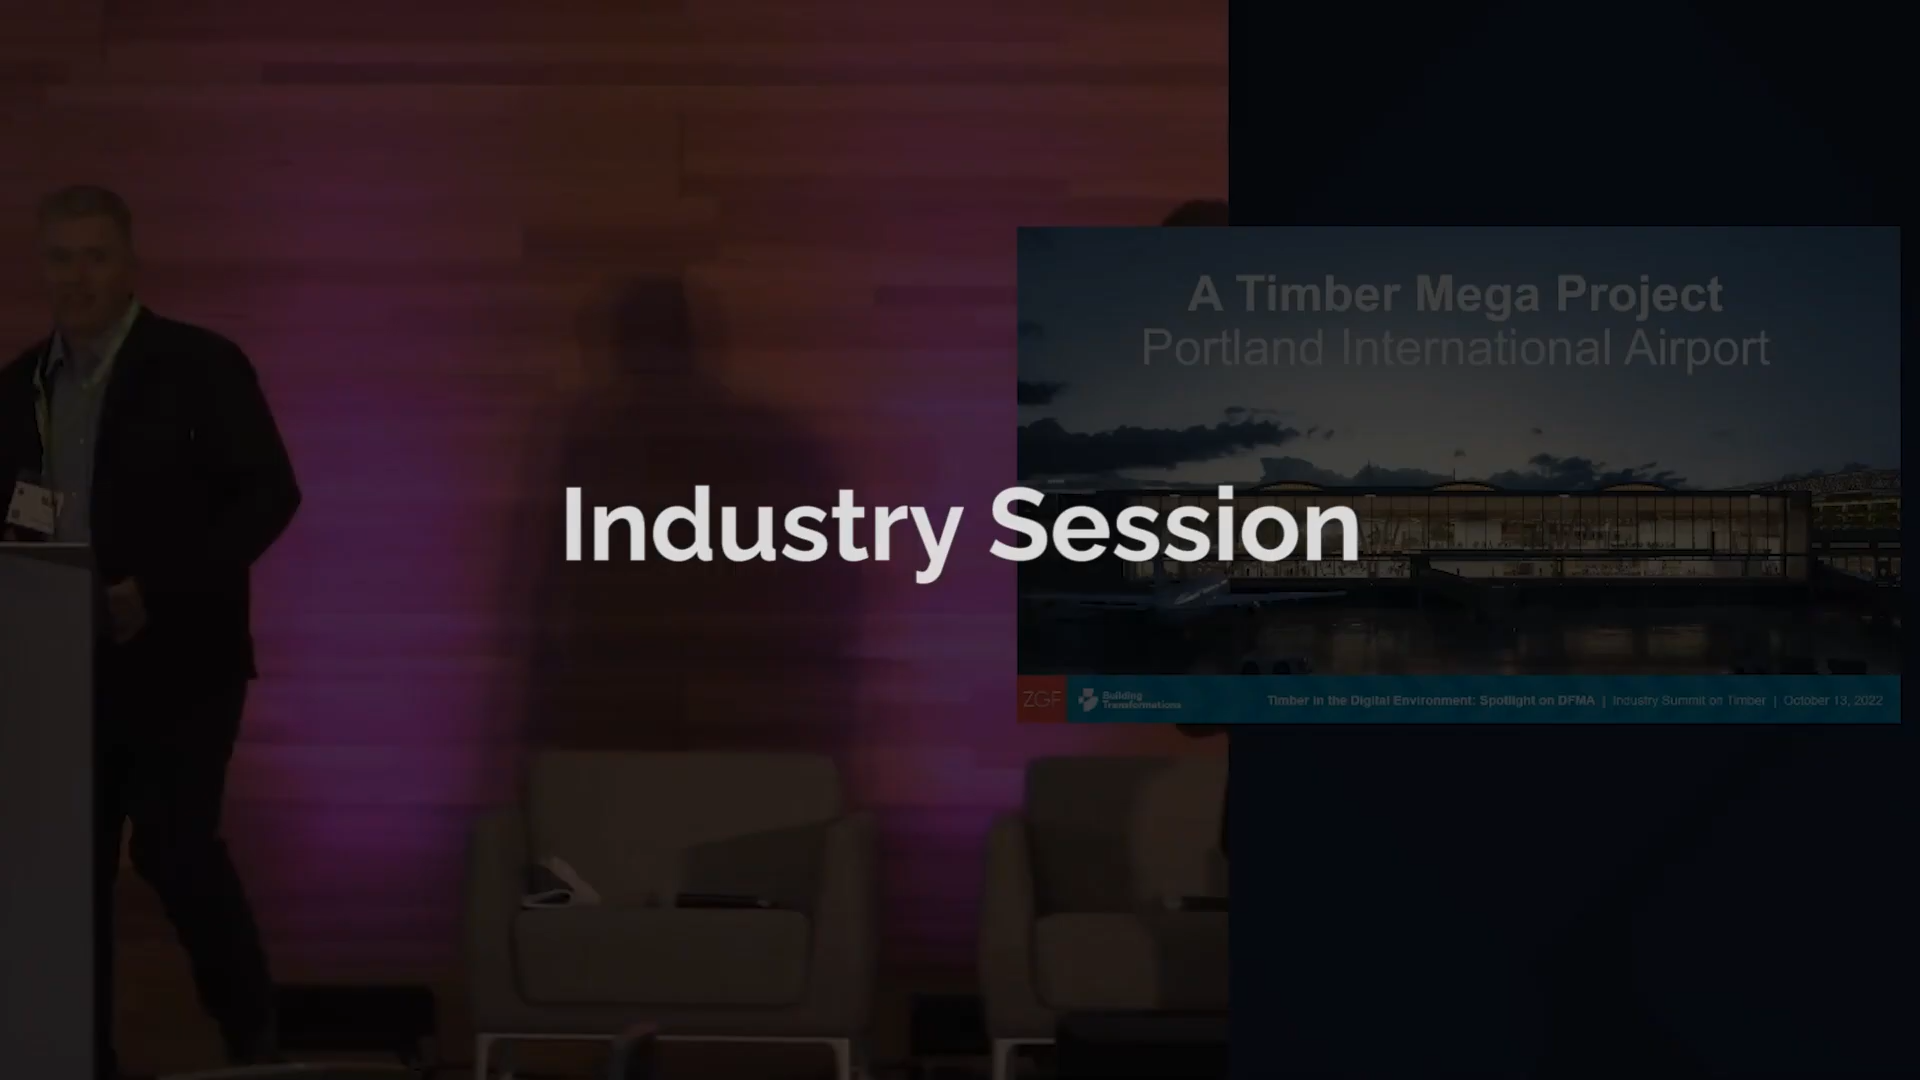 A Timber Mega Project
Portland International Airport
Industry Session
ZGF
Building
Transformations
Timber in the Digital Environment: Spotlight on DFMA | Industry Summit on Timber | October 13, 2022